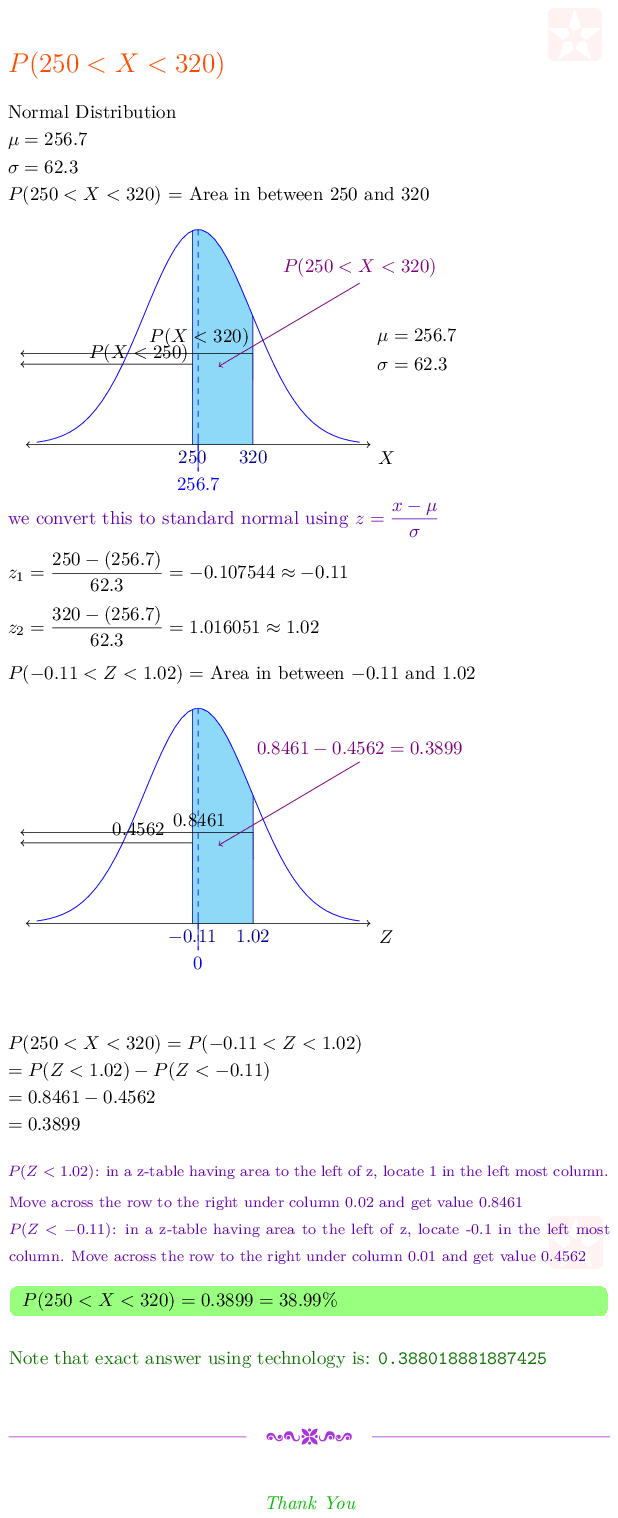 P(250 < X < 320)
Normal Distribution
μ = 256.7
σ = 62.3
P(250 < X < 320) = Area in between 250 and 320
P(250 < X < 320)
P(X < 320)
P(X < 250)
μ = 256.7
σ = 62.3
250 320 X
256.7
we convert this to standard normal using z = (x − μ)/σ
z₁ = (250 − (256.7))/62.3 = −0.107544 ≈ −0.11
z₂ = (320 − (256.7))/62.3 = 1.016051 ≈ 1.02
P(−0.11 < Z < 1.02) = Area in between −0.11 and 1.02
0.8461 − 0.4562 = 0.3899
0.8461
0.4562
−0.11 1.02 Z
0
P(250 < X < 320) = P(−0.11 < Z < 1.02)
= P(Z < 1.02) − P(Z < −0.11)
= 0.8461 − 0.4562
= 0.3899
P(Z < 1.02): in a z-table having area to the left of z, locate 1 in the left most column.
Move across the row to the right under column 0.02 and get value 0.8461
P(Z < −0.11): in a z-table having area to the left of z, locate -0.1 in the left most
column. Move across the row to the right under column 0.01 and get value 0.4562
P(250 < X < 320) = 0.3899 = 38.99%
Note that exact answer using technology is: 0.388018881887425
Thank You